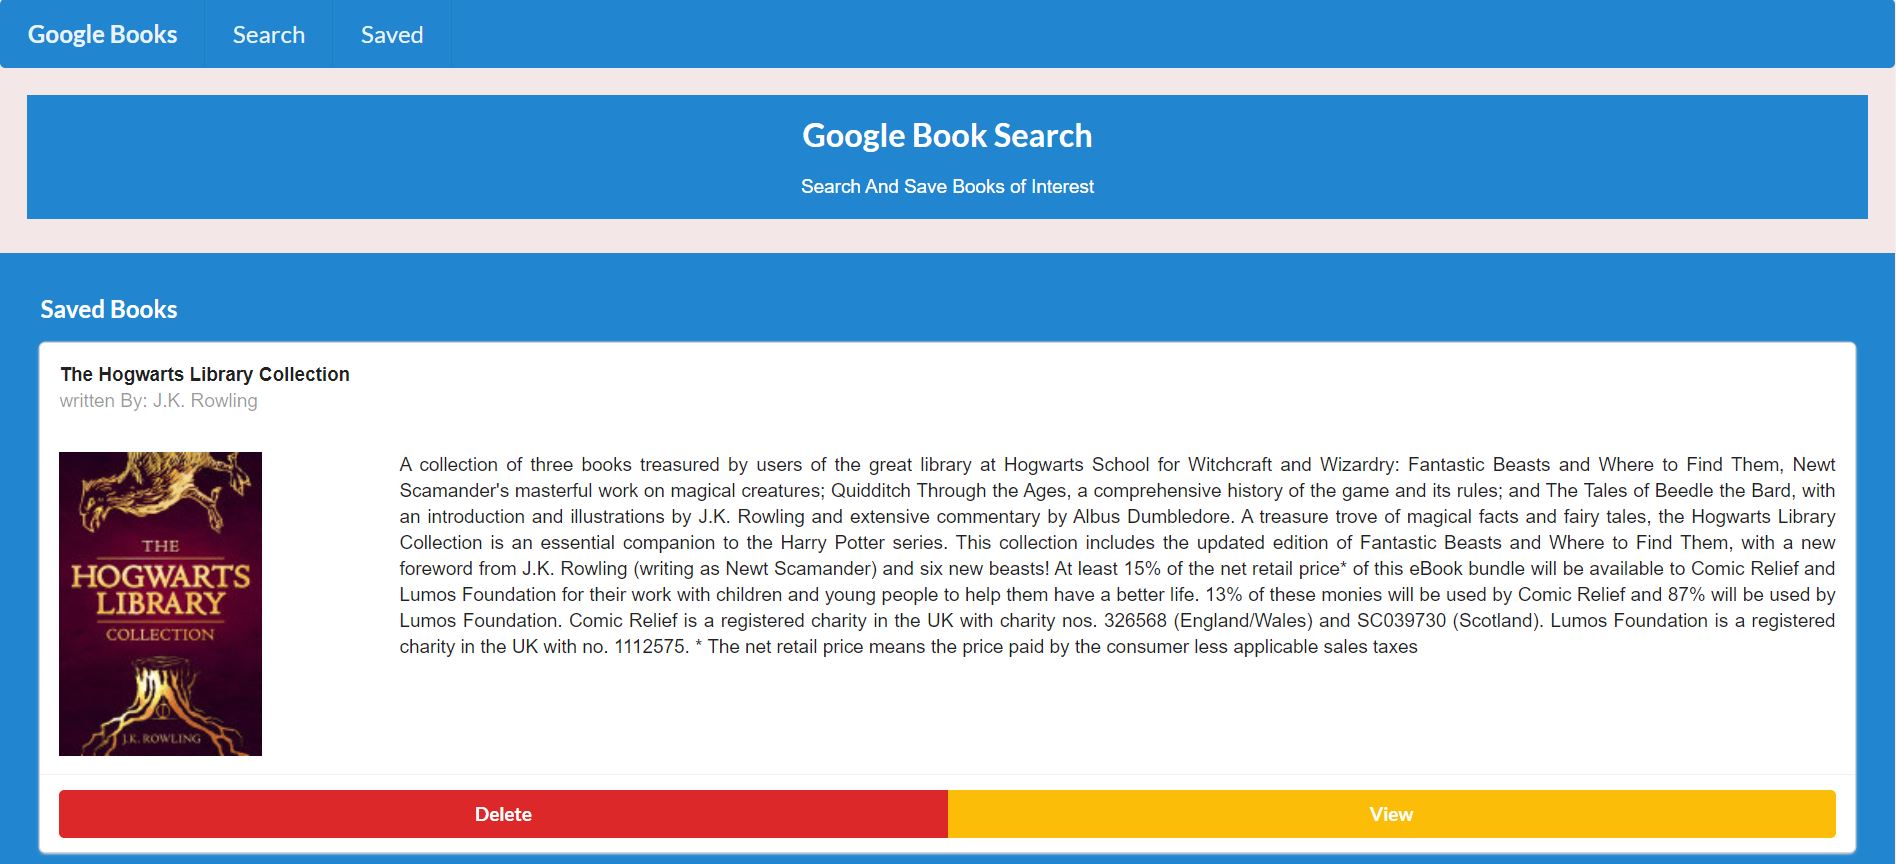 Google Books
Search
Saved
Google Book Search
Search And Save Books of Interest
Saved Books
The Hogwarts Library Collection
written By: J.K. Rowling
THE
HOGWARTS
LIBRARY
COLLECTION
J.K. ROWLING
A collection of three books treasured by users of the great library at Hogwarts School for Witchcraft and Wizardry: Fantastic Beasts and Where to Find Them, Newt
Scamander's masterful work on magical creatures; Quidditch Through the Ages, a comprehensive history of the game and its rules; and The Tales of Beedle the Bard, with
an introduction and illustrations by J.K. Rowling and extensive commentary by Albus Dumbledore. A treasure trove of magical facts and fairy tales, the Hogwarts Library
Collection is an essential companion to the Harry Potter series. This collection includes the updated edition of Fantastic Beasts and Where to Find Them, with a new
foreword from J.K. Rowling (writing as Newt Scamander) and six new beasts! At least 15% of the net retail price* of this eBook bundle will be available to Comic Relief and
Lumos Foundation for their work with children and young people to help them have a better life. 13% of these monies will be used by Comic Relief and 87% will be used by
Lumos Foundation. Comic Relief is a registered charity in the UK with charity nos. 326568 (England/Wales) and SC039730 (Scotland). Lumos Foundation is a registered
charity in the UK with no. 1112575. * The net retail price means the price paid by the consumer less applicable sales taxes
Delete
View